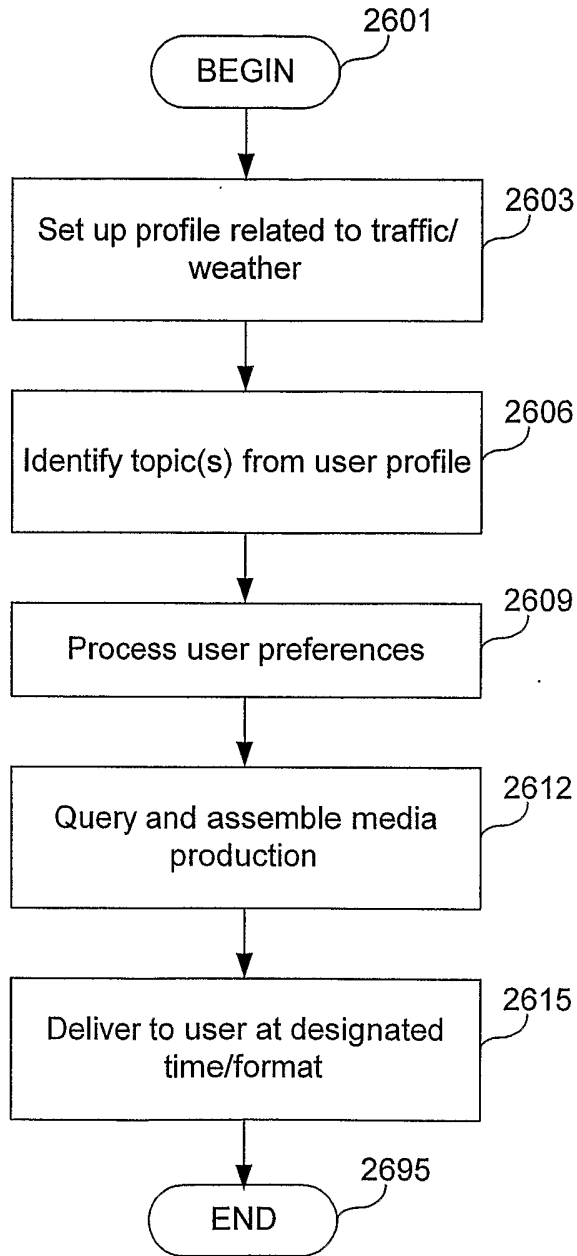 2601
BEGIN
2603
Set up profile related to traffic/
weather
2606
Identify topic(s) from user profile
2609
Process user preferences
2612
Query and assemble media
production
2615
Deliver to user at designated
time/format
2695
END